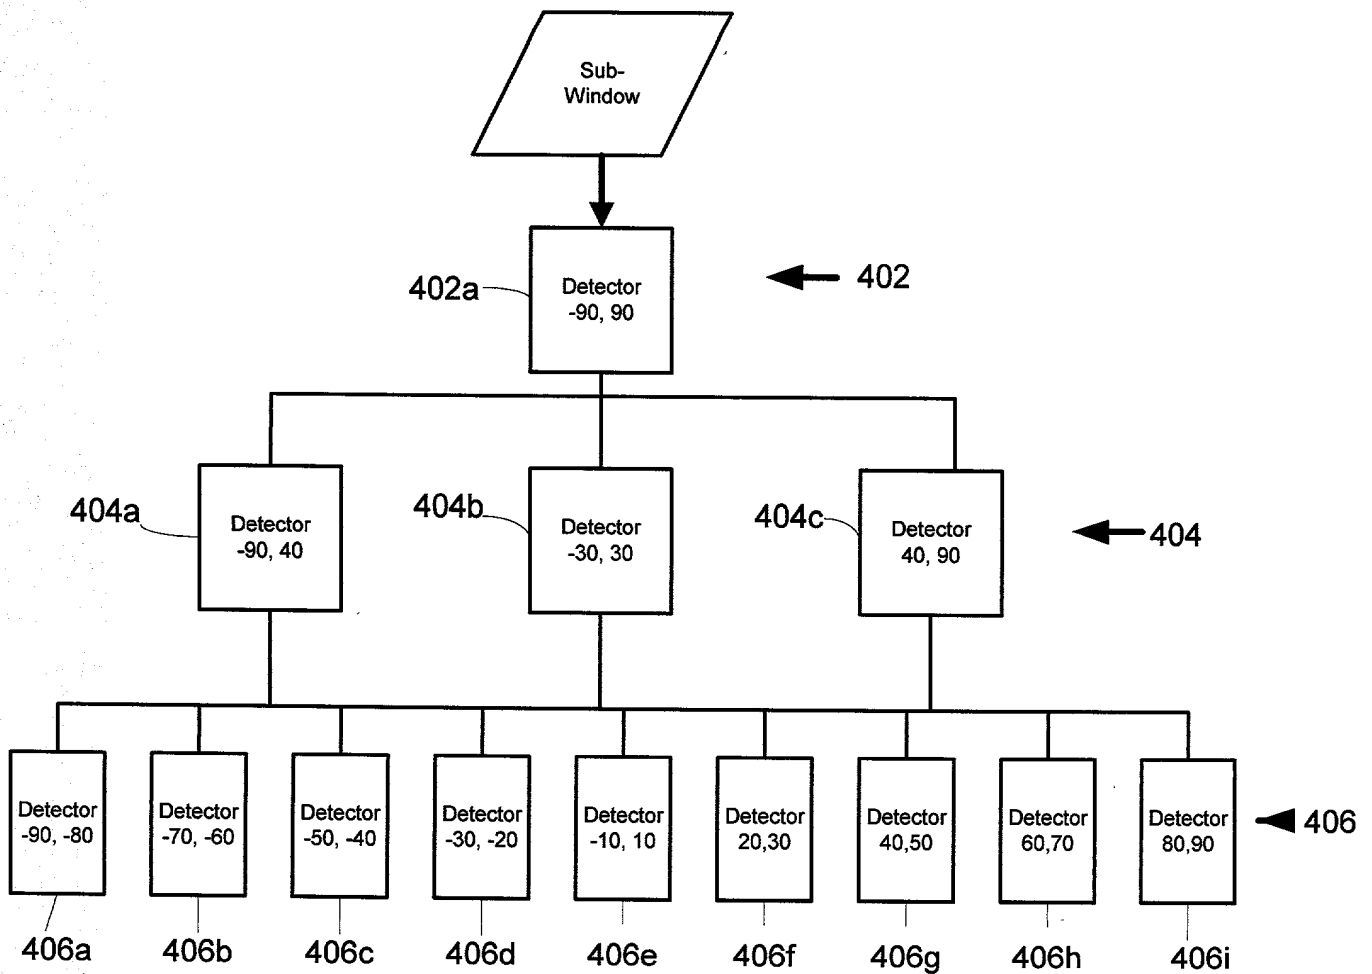 Sub-
Window
402a
Detector
-90, 90
402
404a
Detector
-90, 40
404b
Detector
-30, 30
404c
Detector
40, 90
404
Detector
-90, -80
Detector
-70, -60
Detector
-50, -40
Detector
-30, -20
Detector
-10, 10
Detector
20,30
Detector
40,50
Detector
60,70
Detector
80,90
406
406a
406b
406c
406d
406e
406f
406g
406h
406i